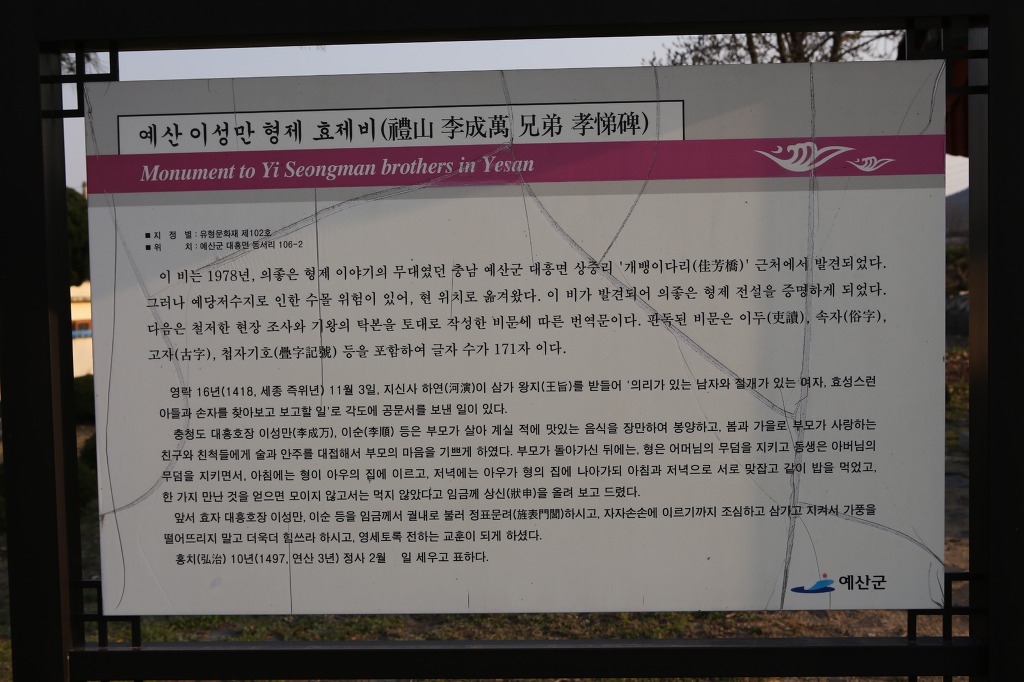 예산 이성만 형제 효제비(禮山 李成萬 兄弟 孝悌碑)
Monument to Yi Seongman brothers in Yesan
■ 지 정 별 : 유형문화재 제102호
■ 위 치 : 예산군 대흥면 동서리 106-2
이 비는 1978년, 의좋은 형제 이야기의 무대였던 충남 예산군 대흥면 상중리 '개뱅이다리(佳芳橋)' 근처에서 발견되었다.
그러나 예당저수지로 인한 수몰 위험이 있어, 현 위치로 옮겨왔다. 이 비가 발견되어 의좋은 형제 전설을 증명하게 되었다.
다음은 철저한 현장 조사와 기왕의 탁본을 토대로 작성한 비문에 따른 번역문이다. 판독된 비문은 이두(吏讀), 속자(俗字),
고자(古字), 첩자기호(疊字記號) 등을 포함하여 글자 수가 171자 이다.
영락 16년(1418, 세종 즉위년) 11월 3일, 지신사 하연(河演)이 삼가 왕지(王旨)를 받들어 '의리가 있는 남자와 절개가 있는 여자, 효성스런
아들과 손자를 찾아보고 보고할 일'로 각도에 공문서를 보낸 일이 있다.
충청도 대흥호장 이성만(李成万), 이순(李順) 등은 부모가 살아 계실 적에 맛있는 음식을 장만하여 봉양하고, 봄과 가을로 부모가 사랑하는
친구와 친척들에게 술과 안주를 대접해서 부모의 마음을 기쁘게 하였다. 부모가 돌아가신 뒤에는, 형은 어머님의 무덤을 지키고 동생은 아버님의
무덤을 지키면서, 아침에는 형이 아우의 집에 이르고, 저녁에는 아우가 형의 집에 나아가되 아침과 저녁으로 서로 맞잡고 같이 밥을 먹었고,
한 가지 만난 것을 얻으면 모이지 않고서는 먹지 않았다고 임금께 상신(狀申)을 올려 보고 드렸다.
앞서 효자 대흥호장 이성만, 이순 등을 임금께서 궐내로 불러 정표문려(旌表門閭)하시고, 자자손손에 이르기까지 조심하고 삼가고 지켜서 가풍을
떨어뜨리지 말고 더욱더 힘쓰라 하시고, 영세토록 전하는 교훈이 되게 하셨다.
홍치(弘治) 10년(1497, 연산 3년) 정사 2월 일 세우고 표하다.
예산군